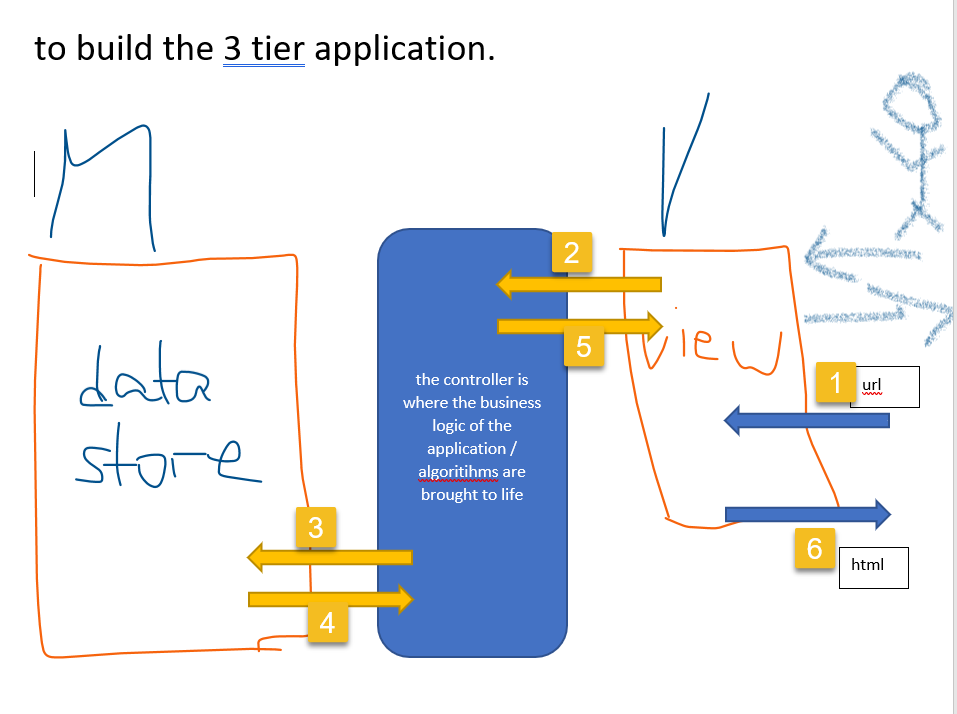 to build the 3 tier application.
M
V
data
store
the controller is
where the business
logic of the
application /
algoritihms are
brought to life
2
5
view
1
url
3
4
6
html